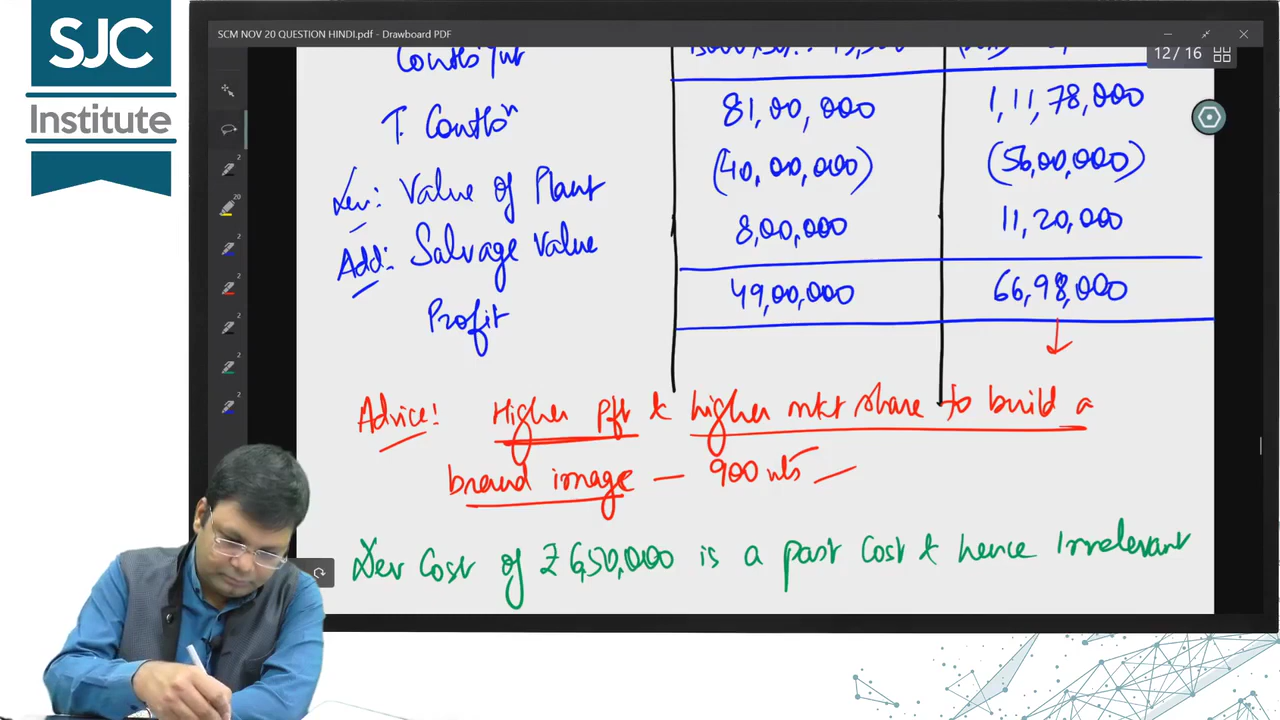 SJC
Institute
SCM NOV 20 QUESTION HINDI.pdf - Drawboard PDF
12 / 16
T. Contbn 81,00,000 1,11,78,000
Less: Value of Plant (40,00,000) (56,00,000)
Add: Salvage Value 8,00,000 11,20,000
Profit 49,00,000 66,98,000
Advice! Higher Pft & higher mkt share to build a
brand image — 900 uts
Dev Cost of ₹ 6,50,000 is a past Cost & hence Irrelevant